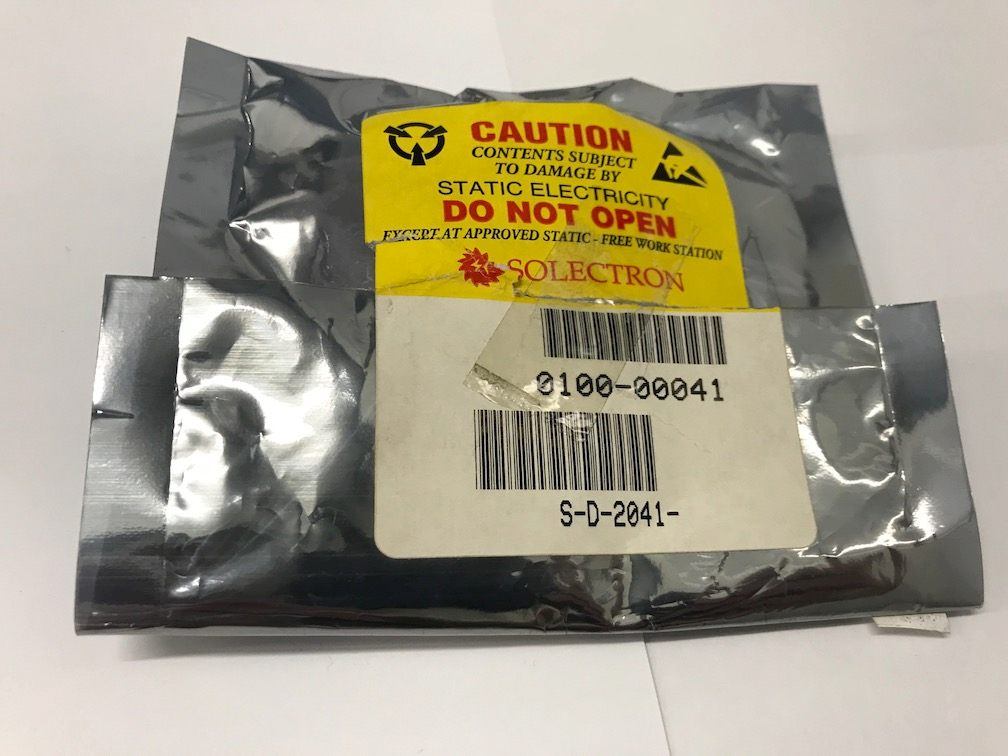 CAUTION
CONTENTS SUBJECT
TO DAMAGE BY
STATIC ELECTRICITY
DO NOT OPEN
EXCEPT AT APPROVED STATIC - FREE WORK STATION
SOLECTRON
0100-00041
S-D-2041-